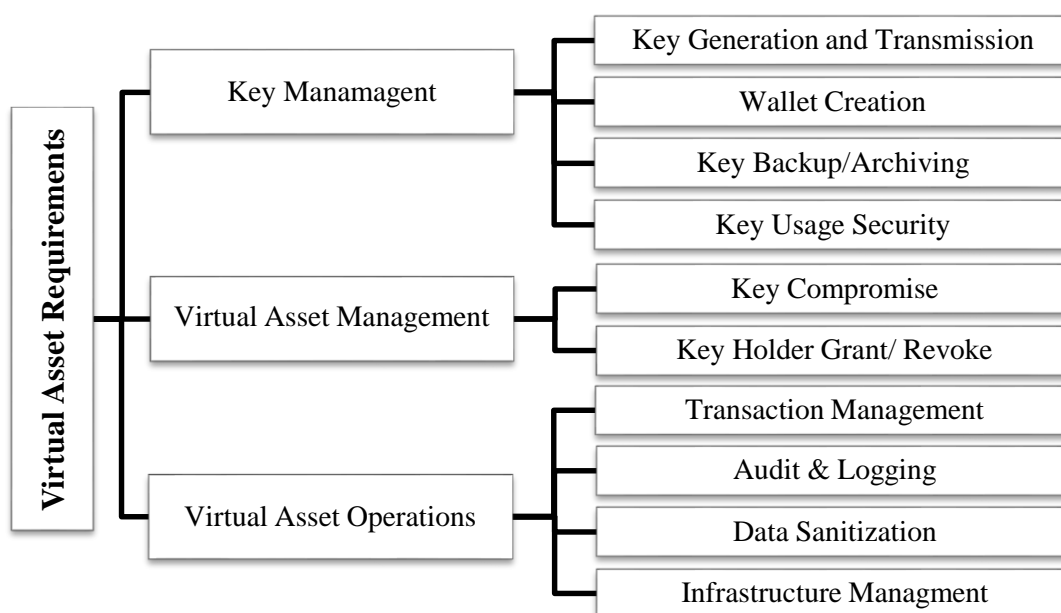 Virtual Asset Requirements
Key Manamagent
Key Generation and Transmission
Wallet Creation
Key Backup/Archiving
Key Usage Security
Virtual Asset Management
Key Compromise
Key Holder Grant/ Revoke
Virtual Asset Operations
Transaction Management
Audit & Logging
Data Sanitization
Infrastructure Managment